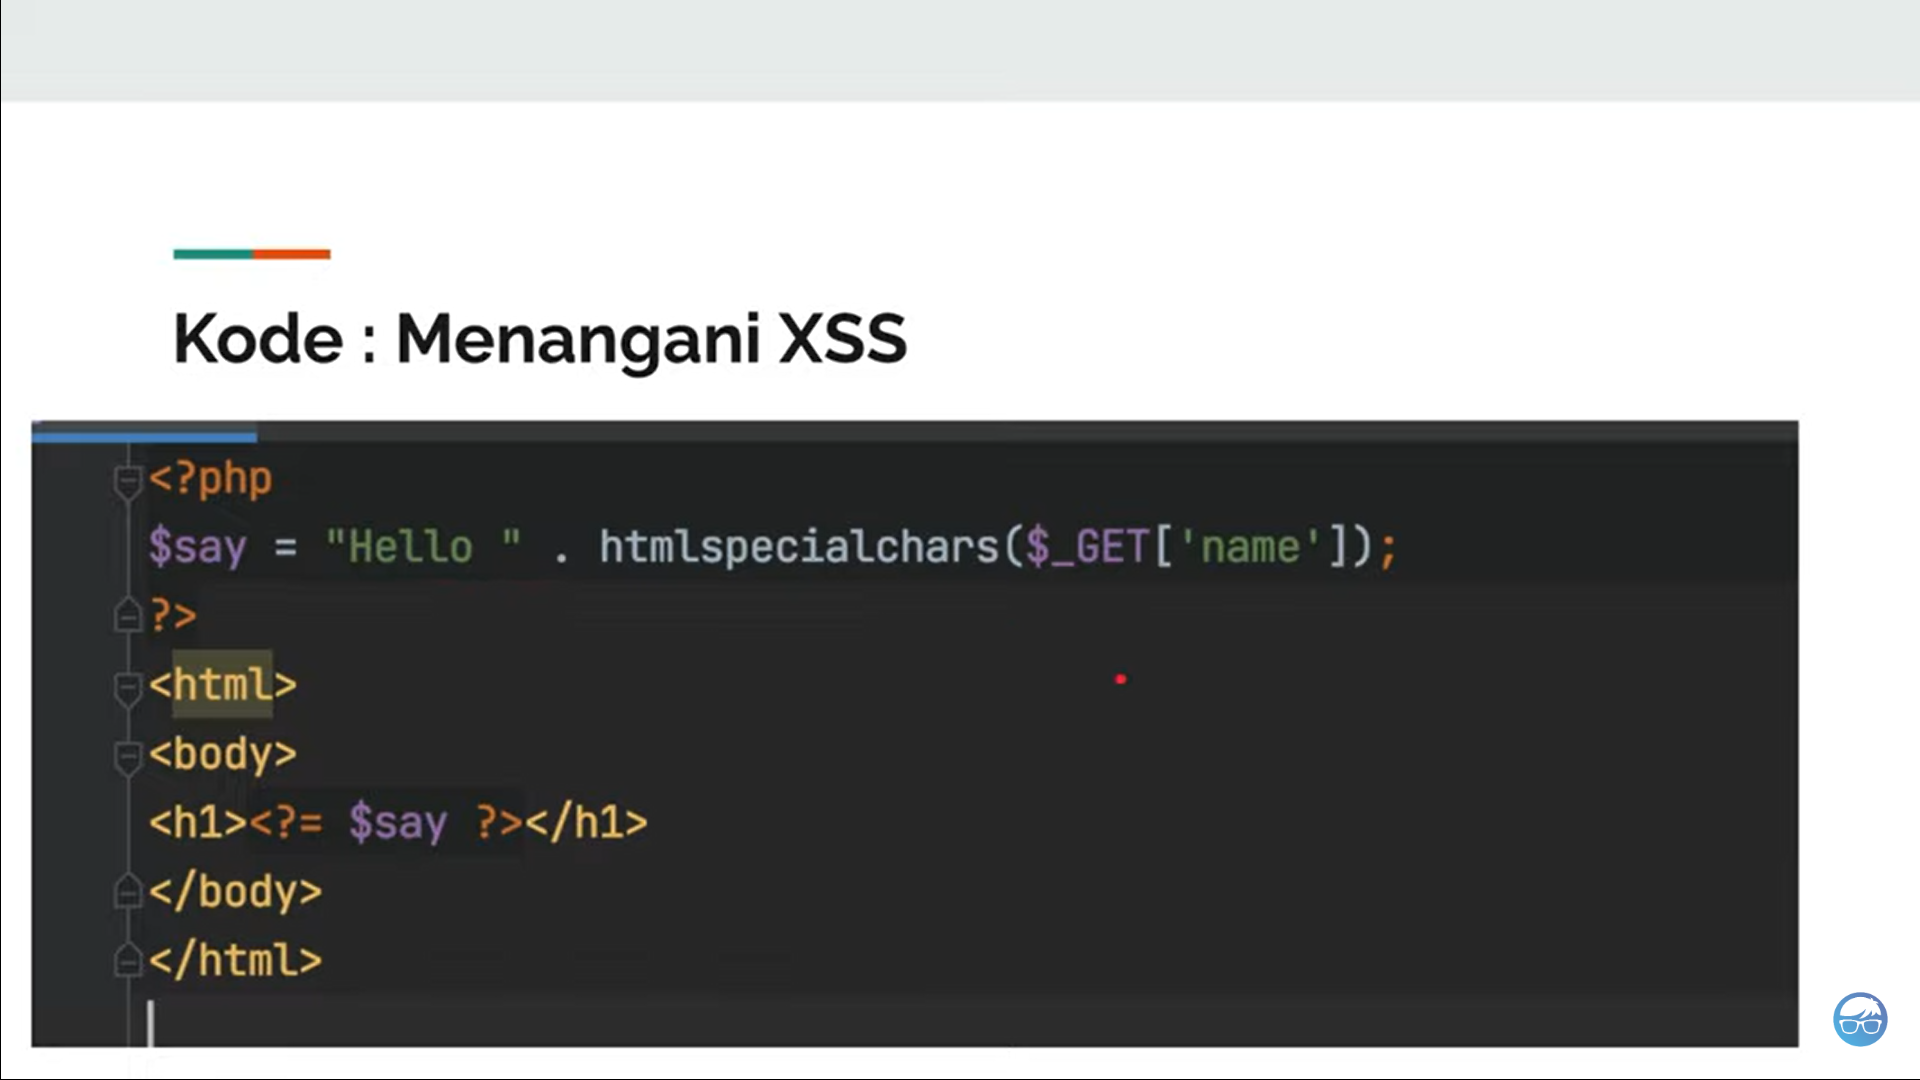 Kode : Menangani XSS
<?php
$say = "Hello " . htmlspecialchars($_GET['name']);
?>
<html>
<body>
<h1><?= $say ?></h1>
</body>
</html>